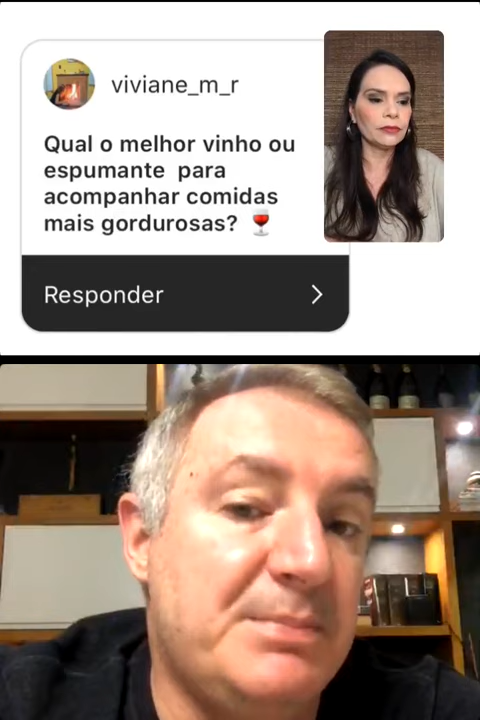 viviane_m_r
Qual o melhor vinho ou
espumante para
acompanhar comidas
mais gordurosas? 🍷
Responder